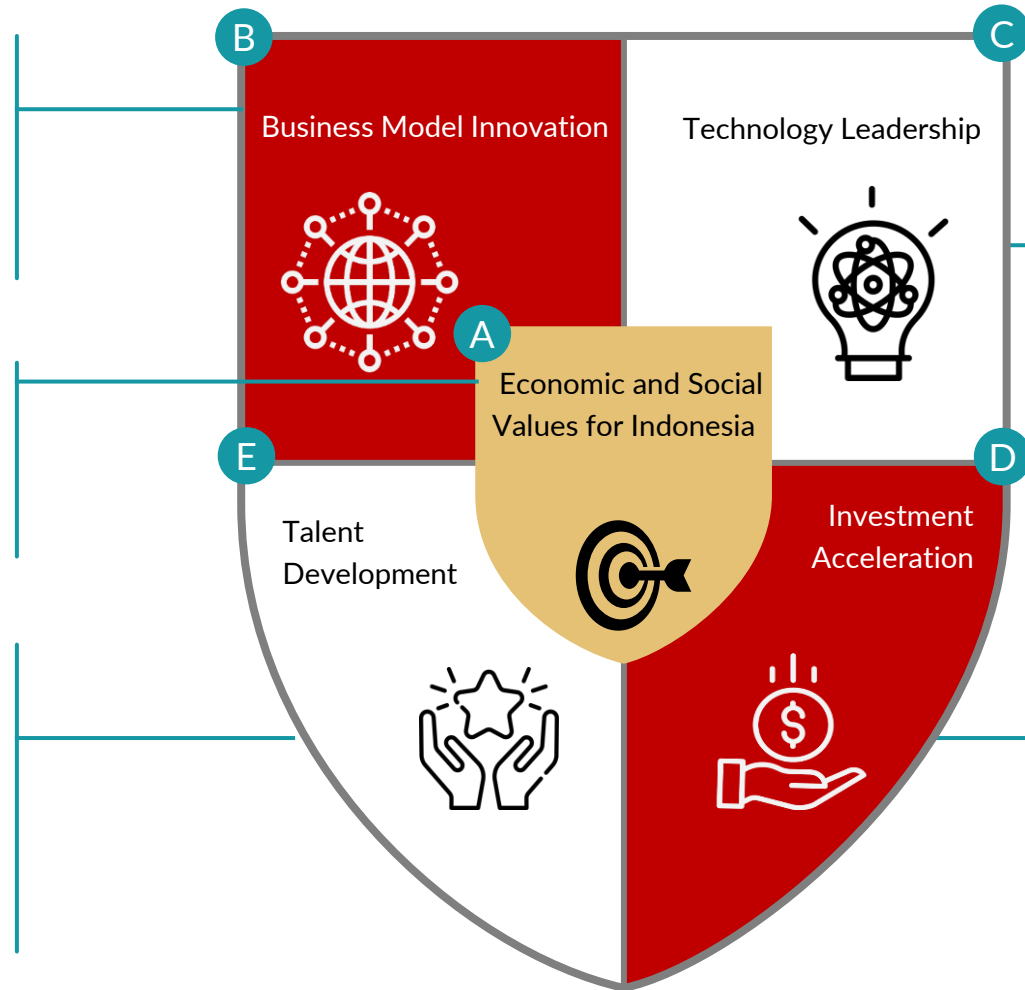 B
C
Business Model Innovation
Technology Leadership
A
Economic and Social
Values for Indonesia
E
D
Talent
Development
Investment
Acceleration
$